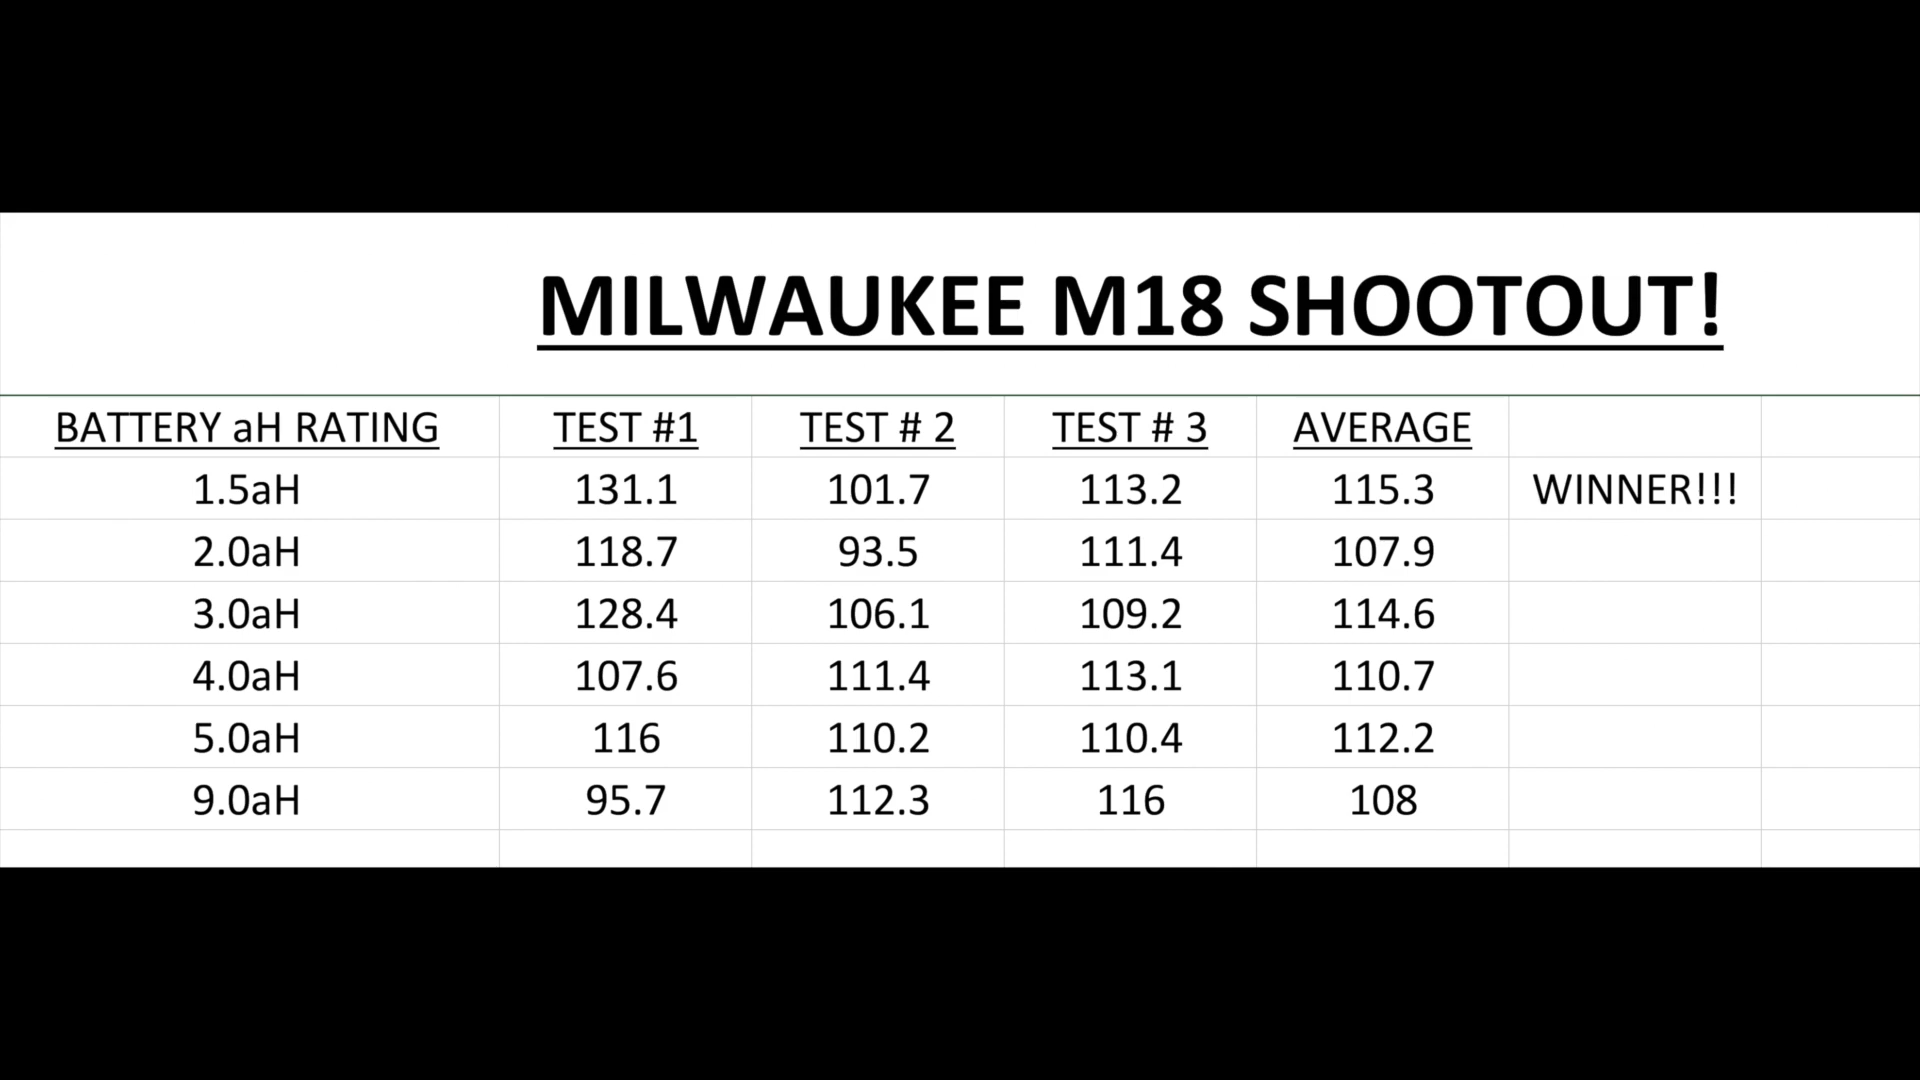 MILWAUKEE M18 SHOOTOUT!
BATTERY aH RATING TEST #1 TEST # 2 TEST # 3 AVERAGE
1.5aH 131.1 101.7 113.2 115.3 WINNER!!!
2.0aH 118.7 93.5 111.4 107.9
3.0aH 128.4 106.1 109.2 114.6
4.0aH 107.6 111.4 113.1 110.7
5.0aH 116 110.2 110.4 112.2
9.0aH 95.7 112.3 116 108